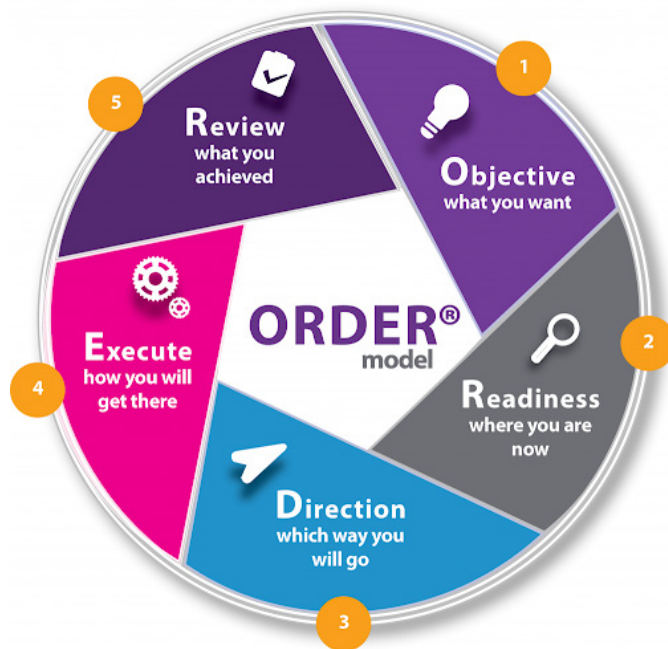 ORDER®
model
1
Objective
what you want
2
Readiness
where you are
now
3
Direction
which way you
will go
4
Execute
how you will
get there
5
Review
what you
achieved